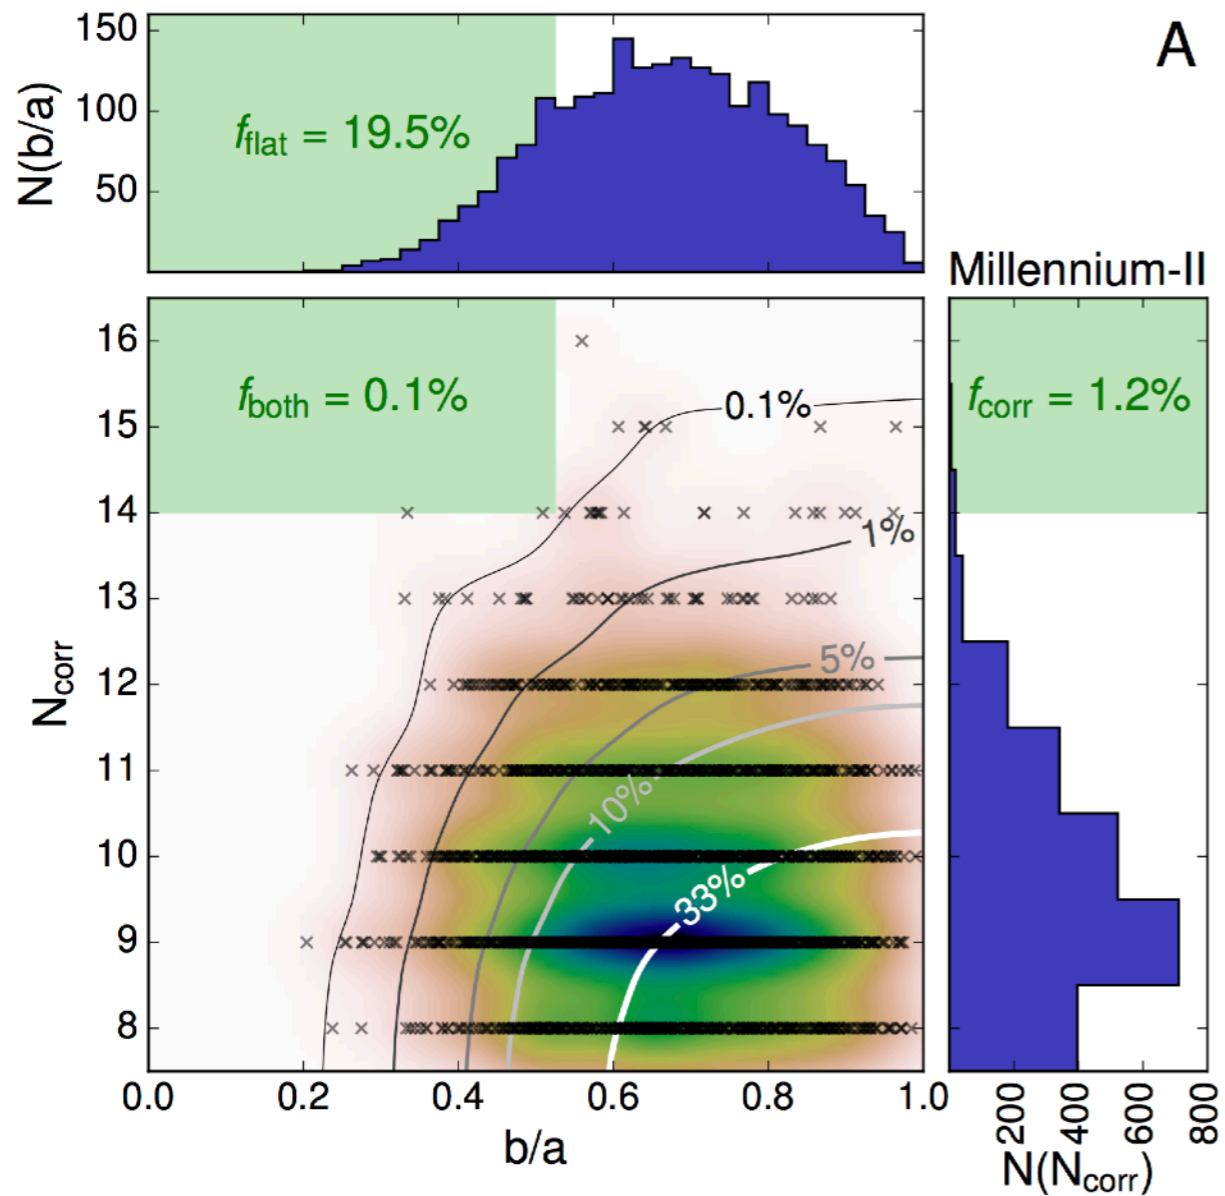 A
150
100
50
N(b/a)
f_flat = 19.5%
Millennium-II
16
15
14
13
12
11
10
9
8
N_corr
f_both = 0.1%
0.1%
1%
5%
10%
33%
f_corr = 1.2%
0.0 0.2 0.4 0.6 0.8 1.0
b/a
200 400 600 800
N(N_corr)